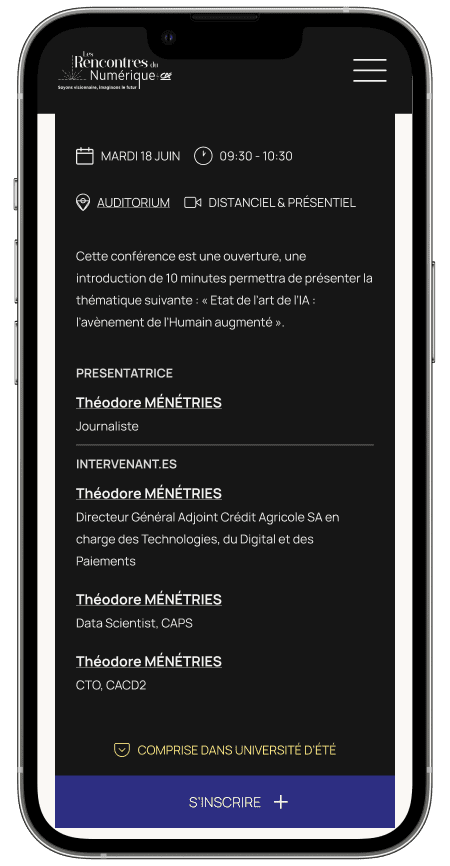 Les
Rencontres du
Numérique
Soyons visionnaire, imaginons le futur !
MARDI 18 JUIN 09:30 - 10:30
AUDITORIUM DISTANCIEL & PRÉSENTIEL
Cette conférence est une ouverture, une
introduction de 10 minutes permettra de présenter la
thématique suivante : « Etat de l'art de l'IA :
l'avènement de l'Humain augmenté ».
PRESENTATRICE
Théodore MÉNÉTRIES
Journaliste
INTERVENANT.ES
Théodore MÉNÉTRIES
Directeur Général Adjoint Crédit Agricole SA en
charge des Technologies, du Digital et des
Paiements
Théodore MÉNÉTRIES
Data Scientist, CAPS
Théodore MÉNÉTRIES
CTO, CACD2
COMPRISE DANS UNIVERSITÉ D'ÉTÉ
S'INSCRIRE +